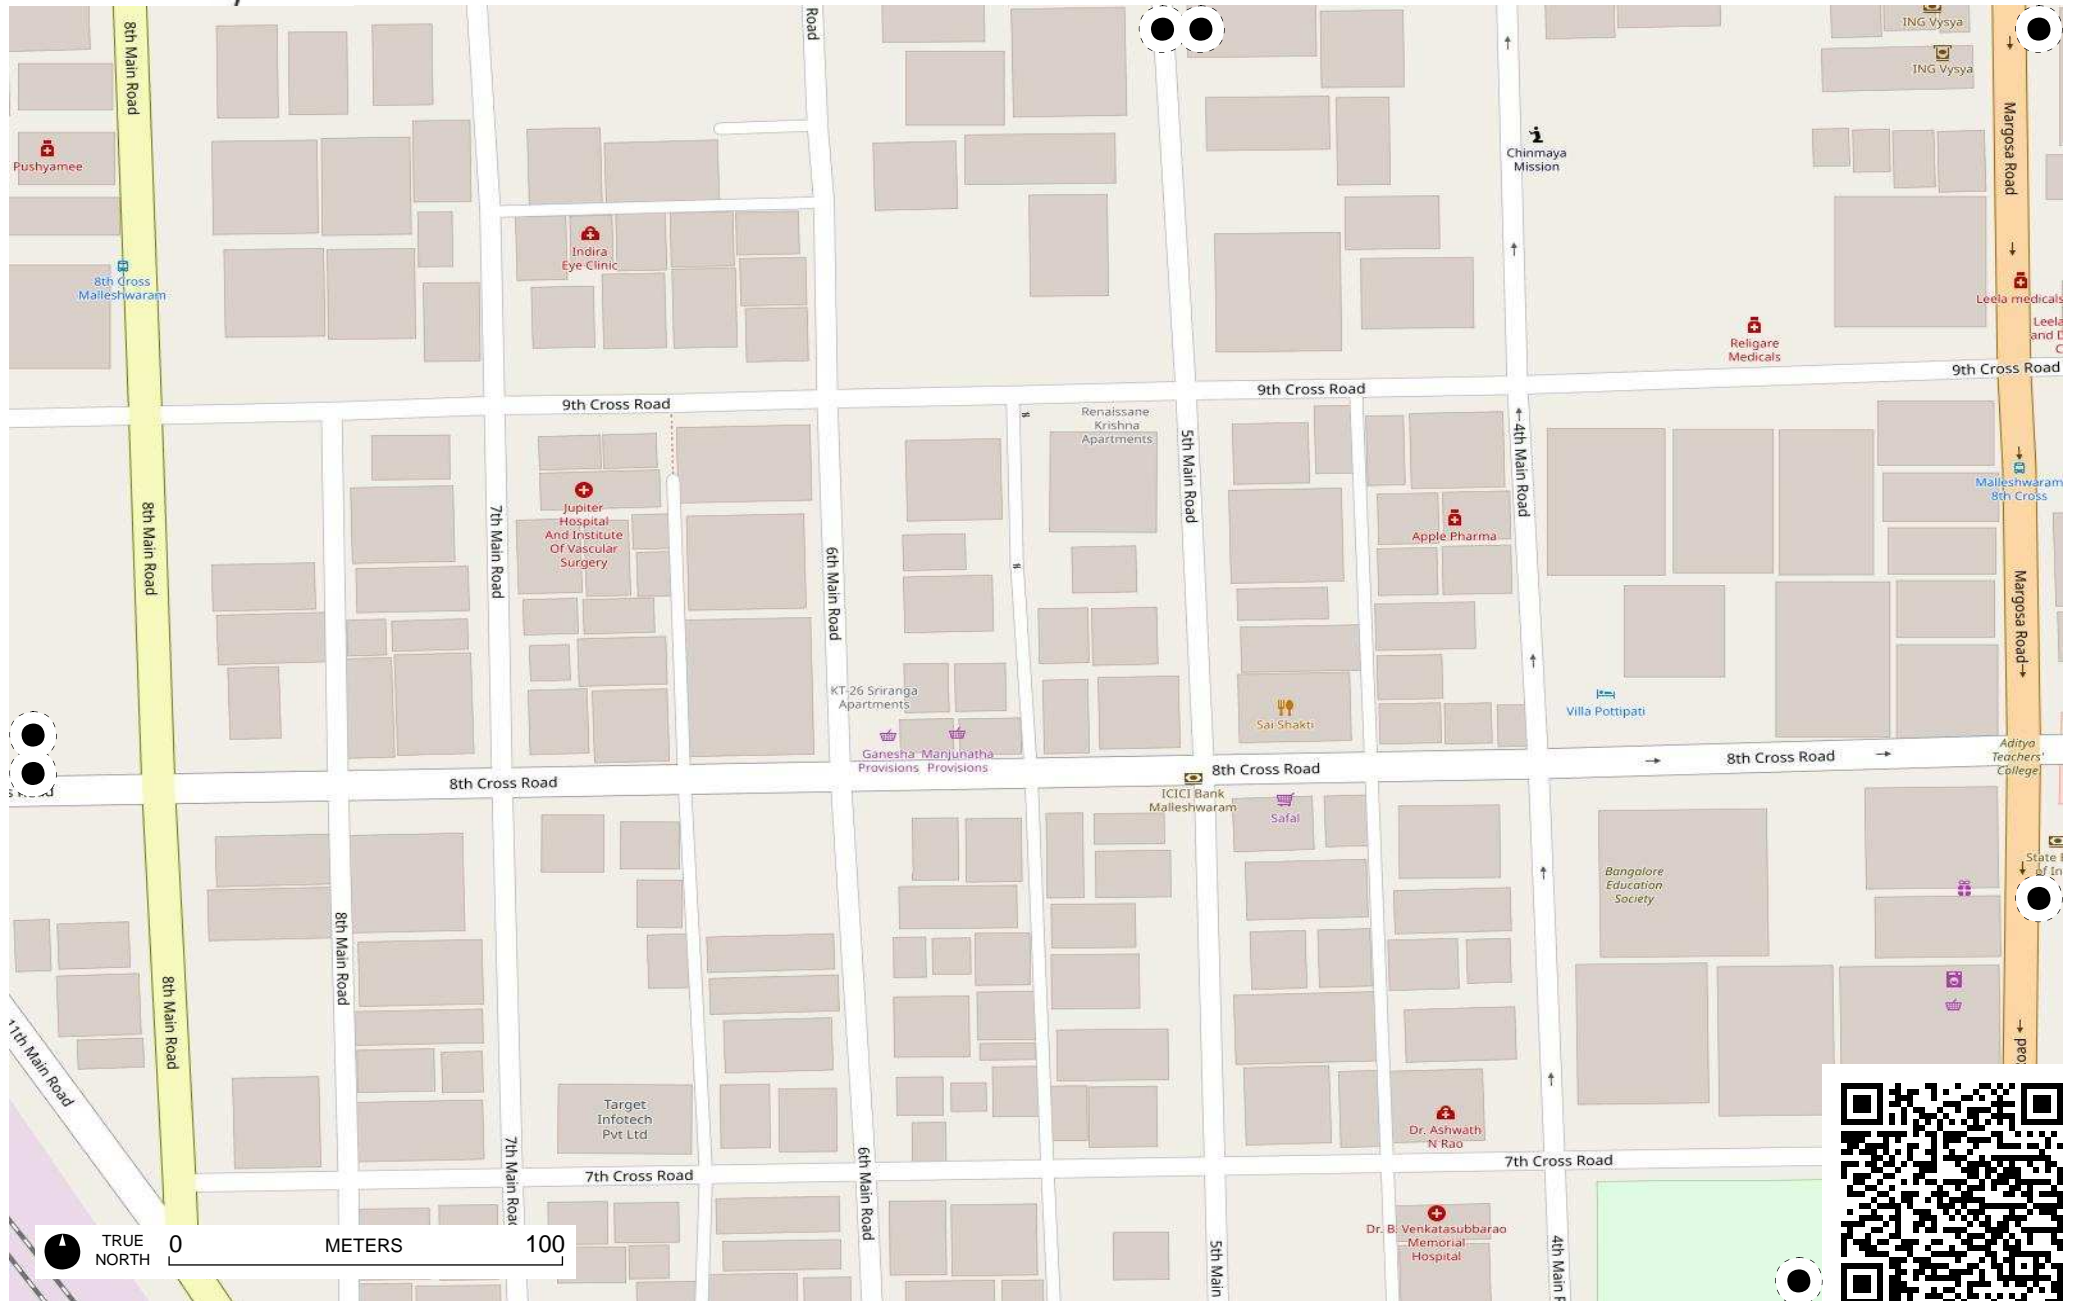 8th Main Road
Road
ING Vysya
ING Vysya
Margosa Road
Pushyamee
Chinmaya
Mission
Indira
Eye Clinic
8th Cross
Malleshwaram
Leela medicals
Leela
and D
C
Religare
Medicals
9th Cross Road
9th Cross Road
9th Cross Road
Renaissane
Krishna
Apartments
5th Main Road
4th Main Road
Malleshwaram
8th Cross
8th Main Road
7th Main Road
Jupiter
Hospital
And Institute
Of Vascular
Surgery
6th Main Road
Apple Pharma
Margosa Road
KT-26 Sriranga
Apartments
Sai Shakti
Villa Pottipati
Ganesha
Provisions
Manjunatha
Provisions
8th Cross Road
8th Cross Road
8th Cross Road
Aditya
Teachers'
College
ICICI Bank
Malleshwaram
Safal
State
of In
Bangalore
Education
Society
8th Main Road
8th Main Road
11th Main Road
Target
Infotech
Pvt Ltd
Dr. Ashwath
N Rao
7th Main Road
6th Main Road
7th Cross Road
7th Cross Road
Dr. B. Venkatasubbarao
Memorial
Hospital
5th Main
4th Main
TRUE
NORTH
0 METERS 100